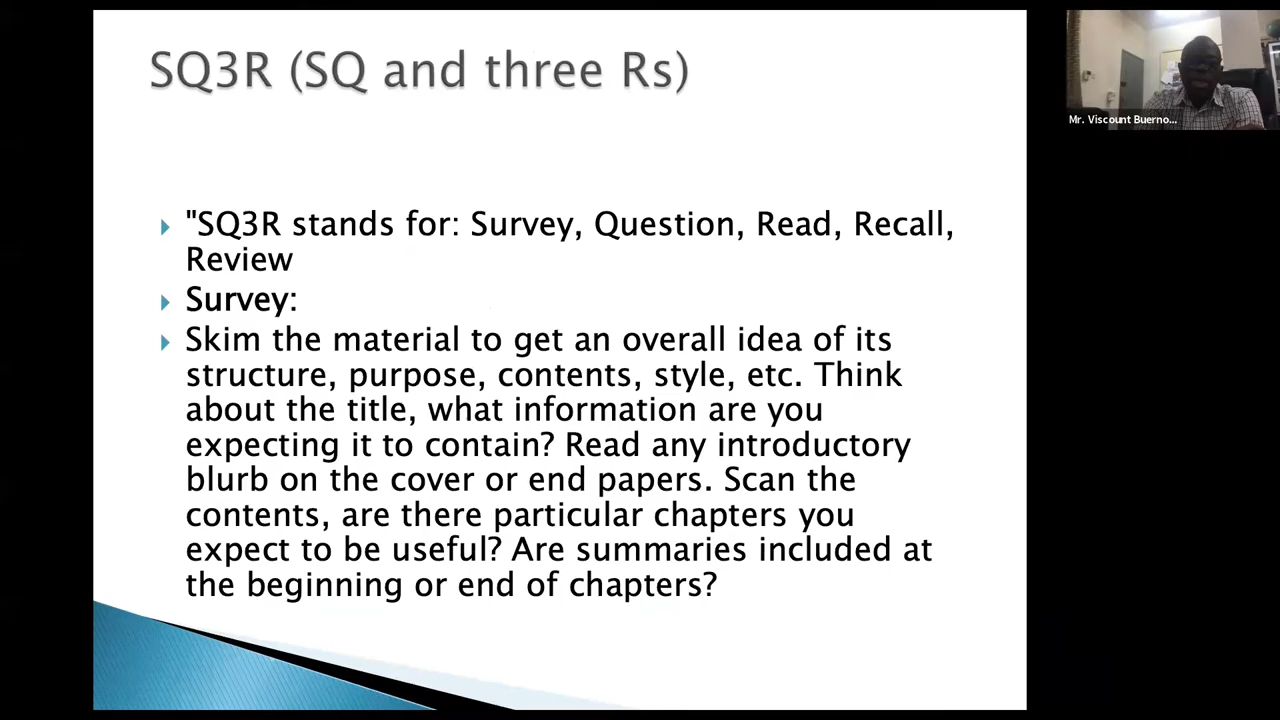 SQ3R (SQ and three Rs)
"SQ3R stands for: Survey, Question, Read, Recall,
Review
Survey:
Skim the material to get an overall idea of its
structure, purpose, contents, style, etc. Think
about the title, what information are you
expecting it to contain? Read any introductory
blurb on the cover or end papers. Scan the
contents, are there particular chapters you
expect to be useful? Are summaries included at
the beginning or end of chapters?
Mr. Viscount Buerno...